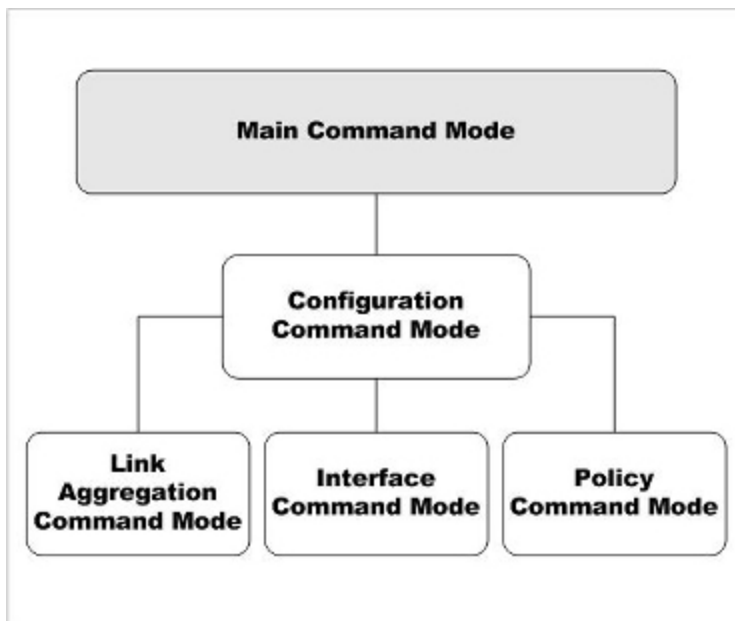 Main Command Mode
Configuration
Command Mode
Link
Aggregation
Command Mode
Interface
Command Mode
Policy
Command Mode